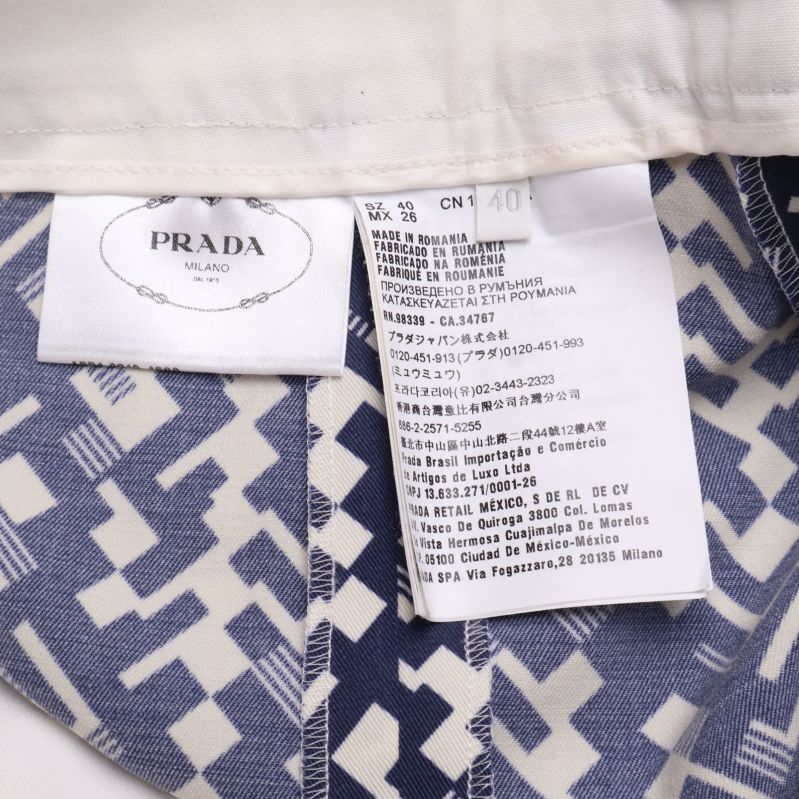 PRADA
MILANO
DAL 1913
SZ 40 CN 1
MX 26
40
MADE IN ROMANIA
FABRICADO EN RUMANIA
FABRICADO NA ROMÉNIA
FABRIQUÉ EN ROUMANIE
ПРОИЗВЕДЕНО В РУМЪНИЯ
ΚΑΤΑΣΚΕΥΑΖΕΤΑΙ ΣΤΗ ΡΟΥΜΑΝΙΑ
RN.98339 - CA.34767
プラダジャパン株式会社
0120-451-913 (プラダ) 0120-451-993
(ミュウミュウ)
프라다코리아(유)02-3443-2323
香港商台灣意比有限公司台灣分公司
886-2-2571-5255
臺北市中山區中山北路二段44號12樓A室
Prada Brasil Importação e Comércio
de Artigos de Luxo Ltda
CNPJ 13.633.271/0001-26
PRADA RETAIL MÉXICO, S DE RL DE CV
Vasco De Quiroga 3800 Col. Lomas
Vista Hermosa Cuajimalpa De Morelos
05100 Ciudad De México-México
SPA Via Fogazzaro,28 20135 Milano